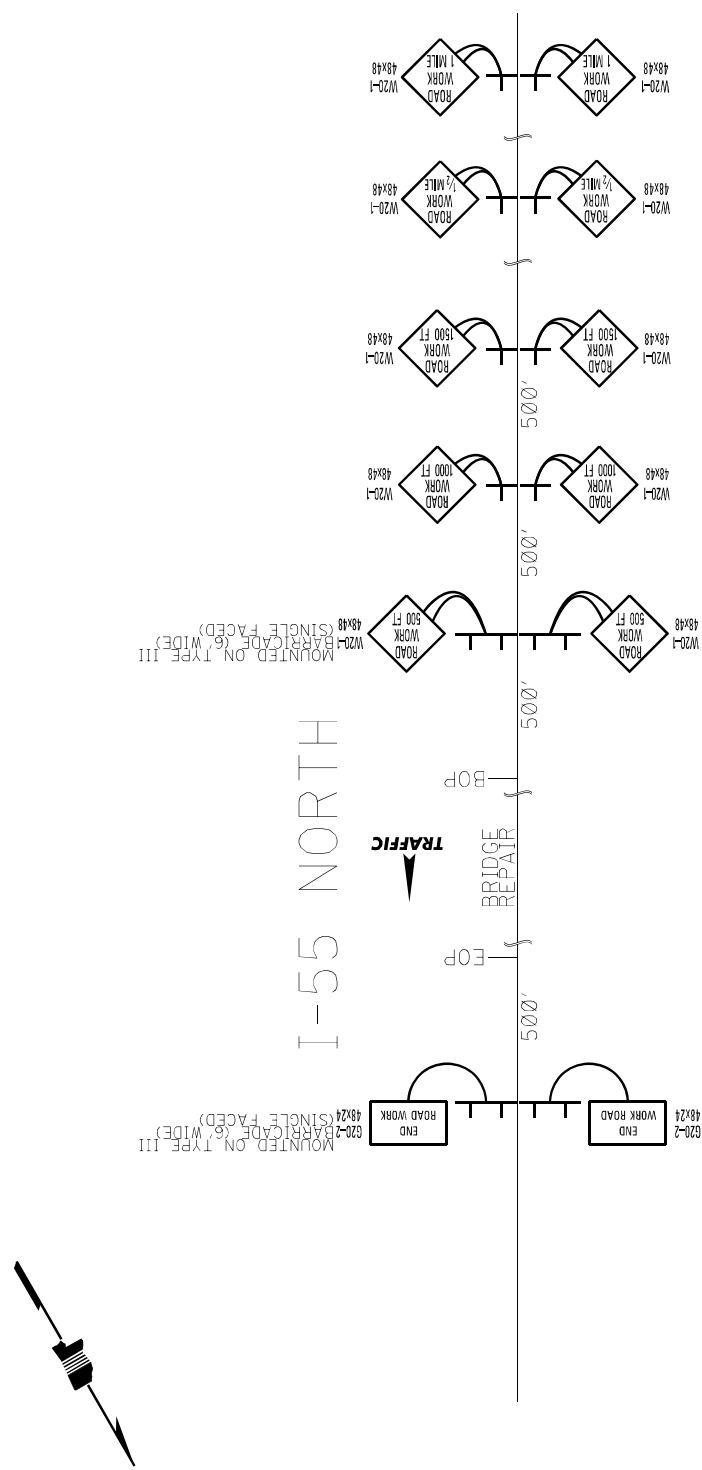 W20-1
48x48
ROAD
WORK
1 MILE
ROAD
WORK
1 MILE
W20-1
48x48
W20-1
48x48
ROAD
WORK
1/2 MILE
ROAD
WORK
1/2 MILE
W20-1
48x48
W20-1
48x48
ROAD
WORK
1500 FT
ROAD
WORK
1500 FT
W20-1
48x48
500'
W20-1
48x48
ROAD
WORK
1000 FT
ROAD
WORK
1000 FT
W20-1
48x48
500'
MOUNTED ON TYPE III
BARRICADE (6' WIDE)
(SINGLE FACED)
W20-1
48x48
ROAD
WORK
500 FT
ROAD
WORK
500 FT
W20-1
48x48
500'
BOP
I-55 NORTH
TRAFFIC
BRIDGE
REPAIR
EOP
500'
MOUNTED ON TYPE III
BARRICADE (6' WIDE)
(SINGLE FACED)
G20-2
48x24
END
ROAD WORK
END
WORK ROAD
G20-2
48x24